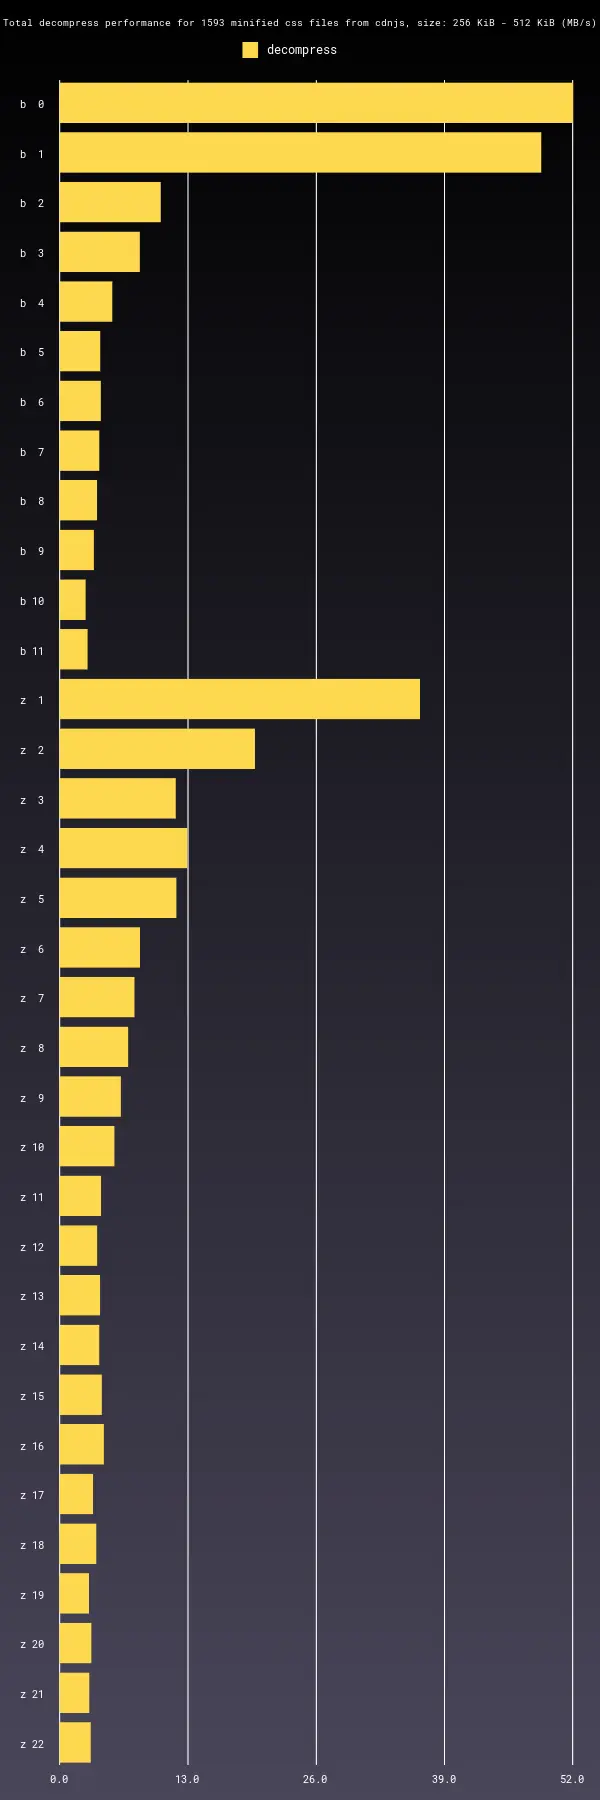 Total decompress performance for 1593 minified css files from cdnjs, size: 256 KiB - 512 KiB (MB/s)
decompress
b 0
b 1
b 2
b 3
b 4
b 5
b 6
b 7
b 8
b 9
b 10
b 11
z 1
z 2
z 3
z 4
z 5
z 6
z 7
z 8
z 9
z 10
z 11
z 12
z 13
z 14
z 15
z 16
z 17
z 18
z 19
z 20
z 21
z 22
0.0 13.0 26.0 39.0 52.0